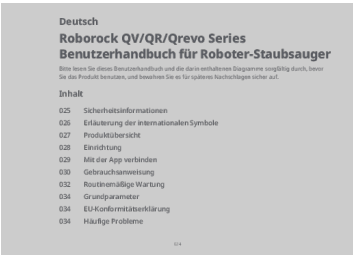 Deutsch
Roborock QV/QR/Qrevo Series
Benutzerhandbuch für Roboter-Staubsauger
Bitte lesen Sie dieses Benutzerhandbuch und die darin enthaltenen Diagramme sorgfältig durch, bevor
Sie das Produkt benutzen, und bewahren Sie es für späteres Nachschlagen sicher auf.
Inhalt
025 Sicherheitsinformationen
026 Erläuterung der internationalen Symbole
027 Produktübersicht
028 Einrichtung
029 Mit der App verbinden
030 Gebrauchsanweisung
032 Routinemäßige Wartung
034 Grundparameter
034 EU-Konformitätserklärung
034 Häufige Probleme